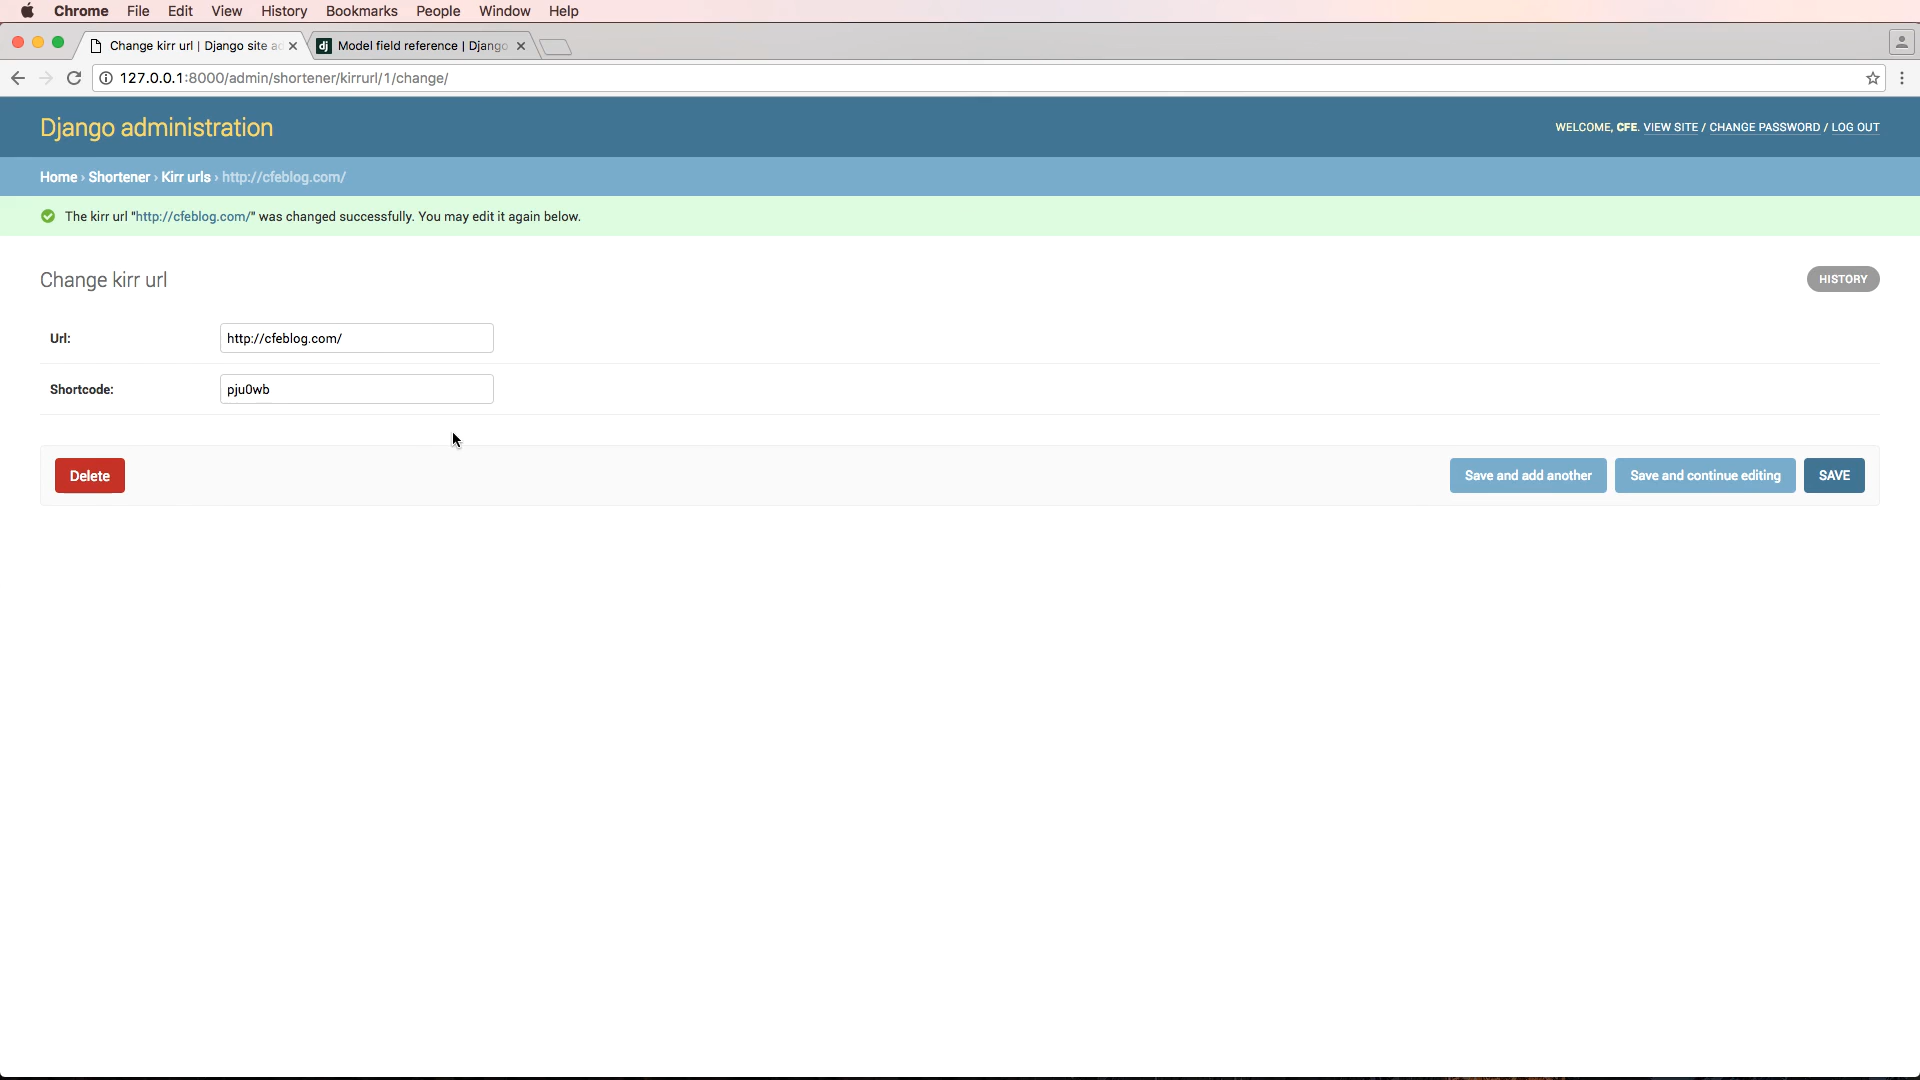 Chrome File Edit View History Bookmarks People Window Help
Change kirr url | Django site ad
Model field reference | Django
127.0.0.1:8000/admin/shortener/kirrurl/1/change/
Django administration
WELCOME, CFE. VIEW SITE / CHANGE PASSWORD / LOG OUT
Home › Shortener › Kirr urls › http://cfeblog.com/
The kirr url "http://cfeblog.com/" was changed successfully. You may edit it again below.
Change kirr url
HISTORY
Url: http://cfeblog.com/
Shortcode: pju0wb
Delete
Save and add another
Save and continue editing
SAVE